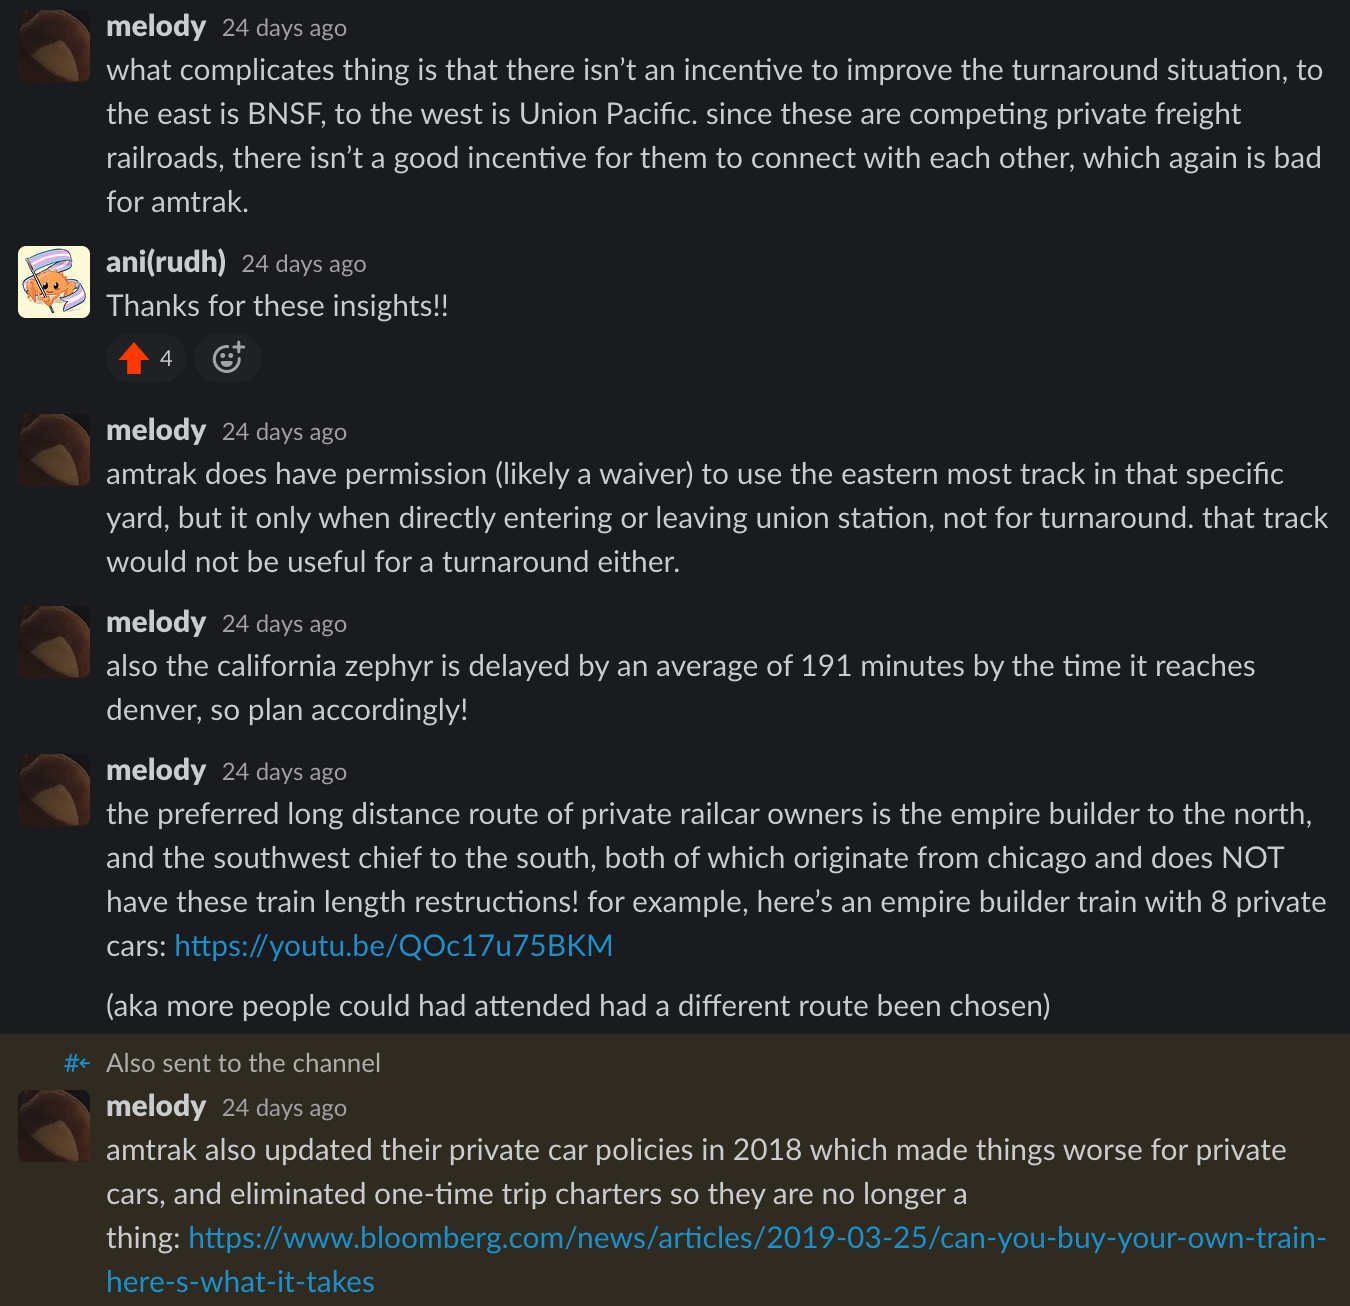 melody 24 days ago
what complicates thing is that there isn’t an incentive to improve the turnaround situation, to
the east is BNSF, to the west is Union Pacific. since these are competing private freight
railroads, there isn’t a good incentive for them to connect with each other, which again is bad
for amtrak.
ani(rudh) 24 days ago
Thanks for these insights!!
4
melody 24 days ago
amtrak does have permission (likely a waiver) to use the eastern most track in that specific
yard, but it only when directly entering or leaving union station, not for turnaround. that track
would not be useful for a turnaround either.
melody 24 days ago
also the california zephyr is delayed by an average of 191 minutes by the time it reaches
denver, so plan accordingly!
melody 24 days ago
the preferred long distance route of private railcar owners is the empire builder to the north,
and the southwest chief to the south, both of which originate from chicago and does NOT
have these train length restructions! for example, here’s an empire builder train with 8 private
cars: https://youtu.be/QOc17u75BKM
(aka more people could had attended had a different route been chosen)
Also sent to the channel
melody 24 days ago
amtrak also updated their private car policies in 2018 which made things worse for private
cars, and eliminated one-time trip charters so they are no longer a
thing: https://www.bloomberg.com/news/articles/2019-03-25/can-you-buy-your-own-train-
here-s-what-it-takes